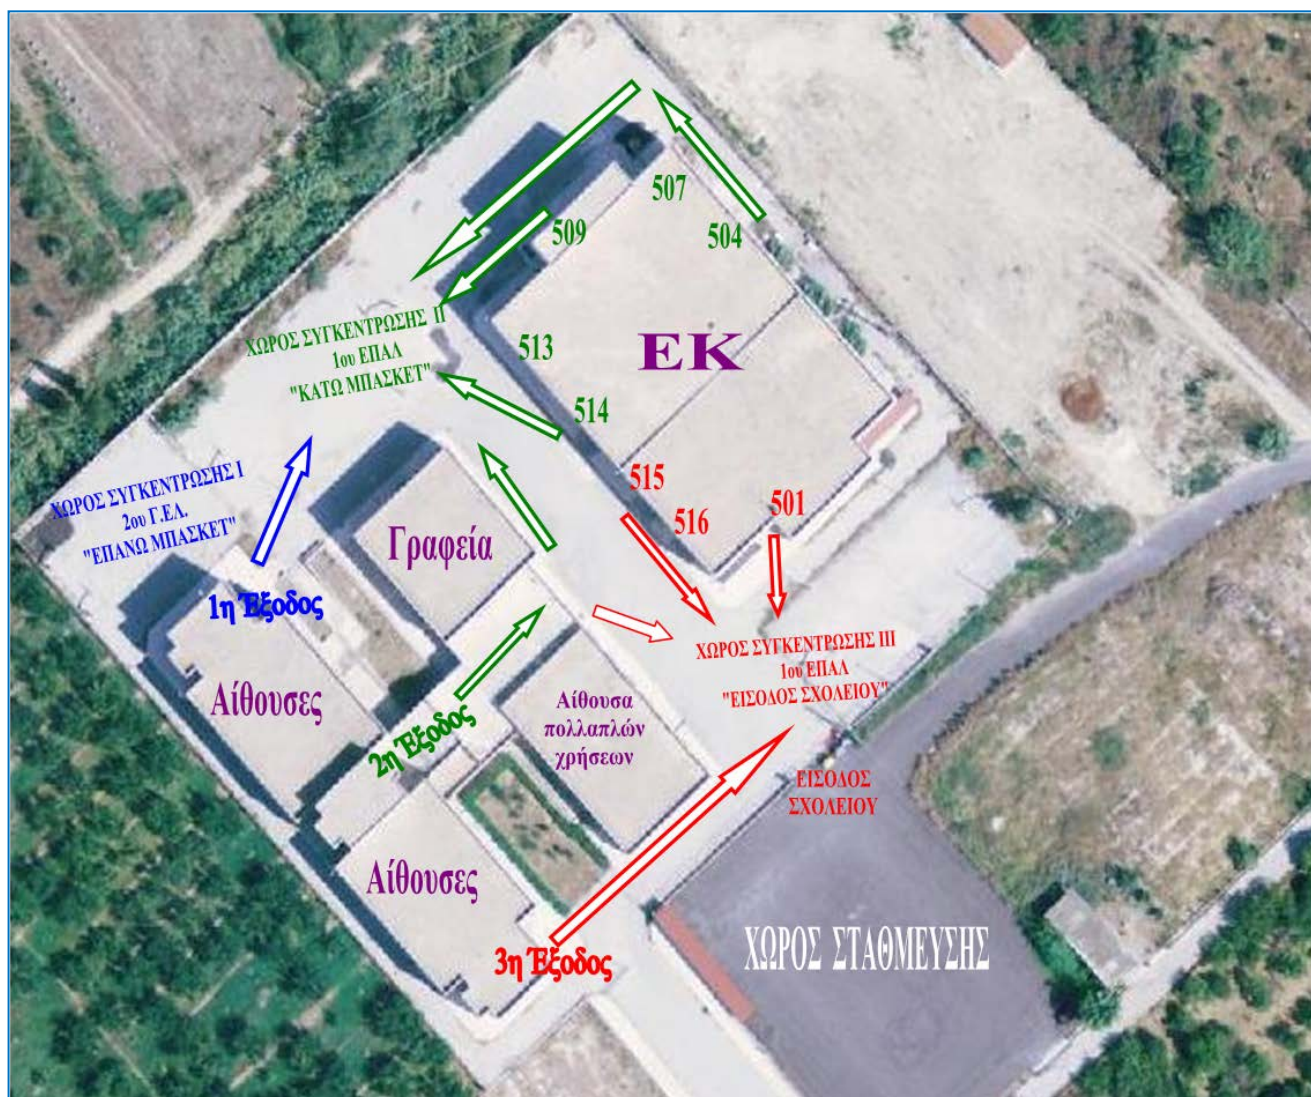 507
504
509
ΧΩΡΟΣ ΣΥΓΚΕΝΤΡΩΣΗΣ ΙΙ
1ου ΕΠΑΛ
"ΚΑΤΩ ΜΠΑΣΚΕΤ"
513
ΕΚ
514
515
501
516
ΧΩΡΟΣ ΣΥΓΚΕΝΤΡΩΣΗΣ Ι
2ου Γ.ΕΛ.
"ΕΠΑΝΩ ΜΠΑΣΚΕΤ"
Γραφεία
1η Έξοδος
ΧΩΡΟΣ ΣΥΓΚΕΝΤΡΩΣΗΣ ΙΙΙ
1ου ΕΠΑΛ
"ΕΙΣΟΔΟΣ ΣΧΟΛΕΙΟΥ"
Αίθουσες
2η Έξοδος
Αίθουσα
πολλαπλών
χρήσεων
ΕΙΣΟΔΟΣ
ΣΧΟΛΕΙΟΥ
Αίθουσες
3η Έξοδος
ΧΩΡΟΣ ΣΤΑΘΜΕΥΣΗΣ